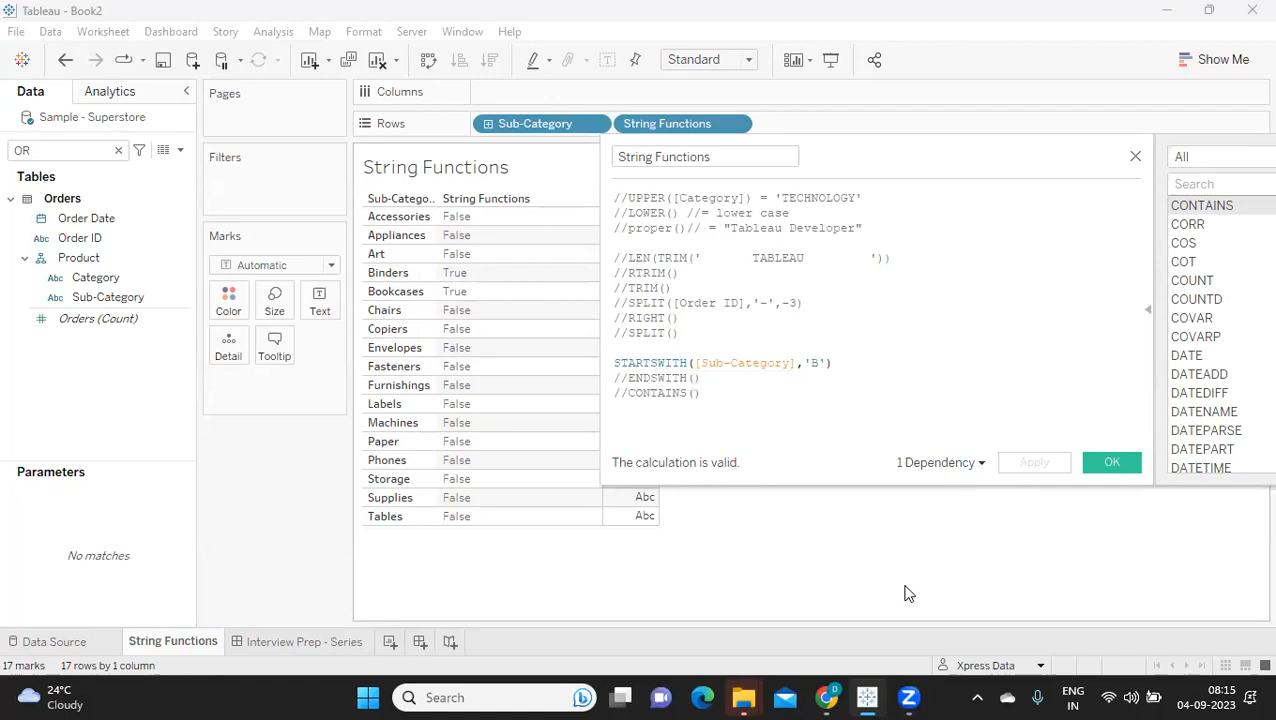 Tableau - Book2
File Data Worksheet Dashboard Story Analysis Map Format Server Window Help
Standard
Show Me
Data Analytics
Sample - Superstore
OR
Tables
Orders
Order Date
Abc Order ID
Product
Abc Category
Abc Sub-Category
Orders (Count)
Parameters
No matches
Pages
Filters
Marks
Automatic
Color Size Text
Detail Tooltip
Columns
Rows Sub-Category String Functions
String Functions
Sub-Catego.. String Functions
Accessories False
Appliances False
Art False
Binders True
Bookcases True
Chairs False
Copiers False
Envelopes False
Fasteners False
Furnishings False
Labels False
Machines False
Paper False
Phones False
Storage False
Supplies False Abc
Tables False Abc
String Functions
//UPPER([Category]) = 'TECHNOLOGY'
//LOWER() //= lower case
//proper()// = "Tableau Developer"
//LEN(TRIM('       TABLEAU         '))
//RTRIM()
//TRIM()
//SPLIT([Order ID],'-',-3)
//RIGHT()
//SPLIT()
STARTSWITH([Sub-Category],'B')
//ENDSWITH()
//CONTAINS()
The calculation is valid. 1 Dependency Apply OK
All
Search
CONTAINS
CORR
COS
COT
COUNT
COUNTD
COVAR
COVARP
DATE
DATEADD
DATEDIFF
DATENAME
DATEPARSE
DATEPART
DATETIME
Data Source String Functions Interview Prep - Series
17 marks 17 rows by 1 column Xpress Data
24°C
Cloudy
Search
ENG
IN
08:15
04-09-2023